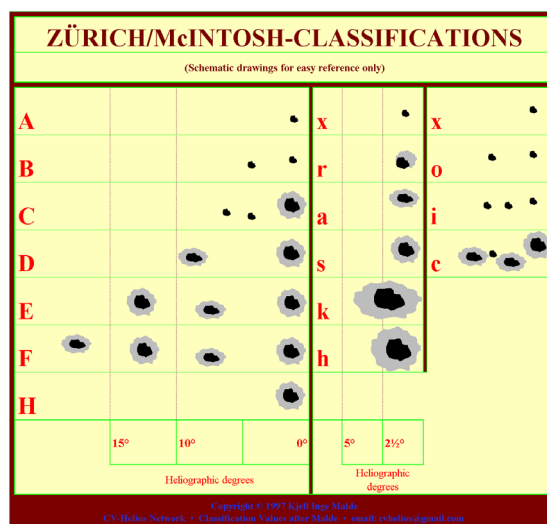 ZÜRICH/McINTOSH-CLASSIFICATIONS
(Schematic drawings for easy reference only)
A x x
B r o
C a i
D s c
E k
F h
H
15° 10° 0° 5° 2½°
Heliographic degrees
Heliographic
degrees
Copyright © 1997 Kjell Inge Malde
CV-Helios Network • Classification Values after Malde • email: cvhelios@gmail.com